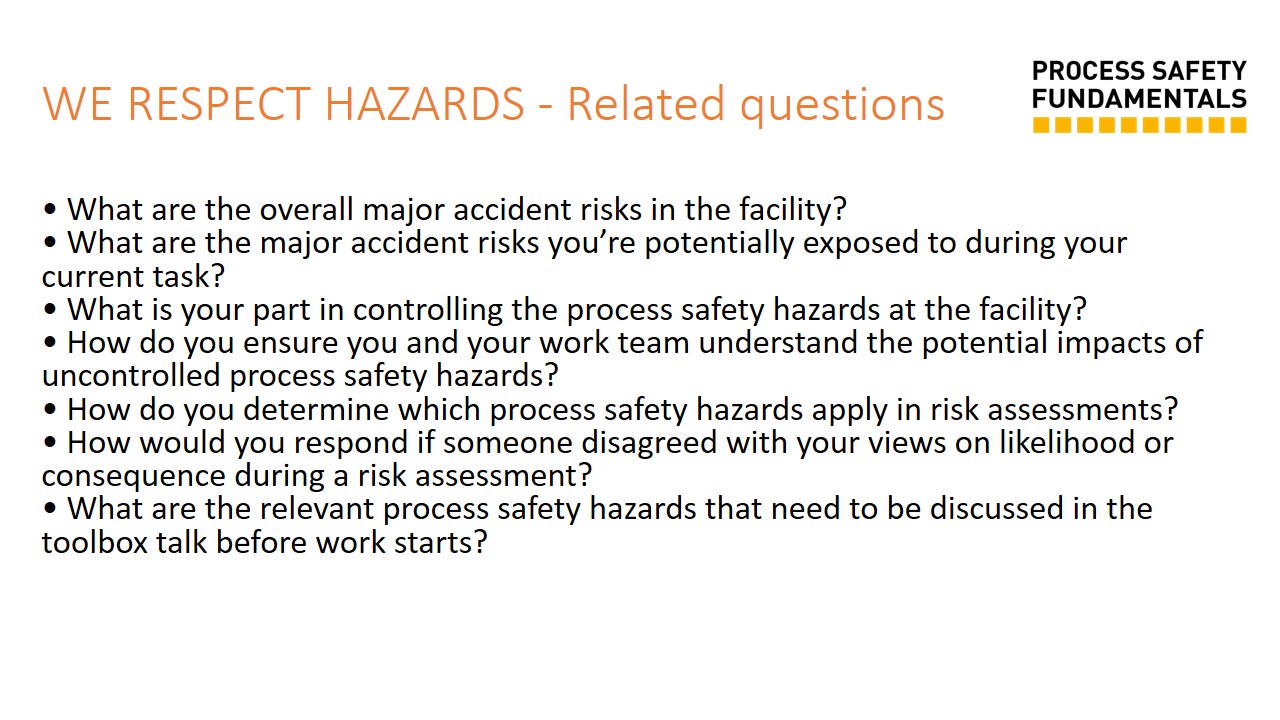 WE RESPECT HAZARDS - Related questions
PROCESS SAFETY
FUNDAMENTALS
• What are the overall major accident risks in the facility?
• What are the major accident risks you’re potentially exposed to during your
current task?
• What is your part in controlling the process safety hazards at the facility?
• How do you ensure you and your work team understand the potential impacts of
uncontrolled process safety hazards?
• How do you determine which process safety hazards apply in risk assessments?
• How would you respond if someone disagreed with your views on likelihood or
consequence during a risk assessment?
• What are the relevant process safety hazards that need to be discussed in the
toolbox talk before work starts?